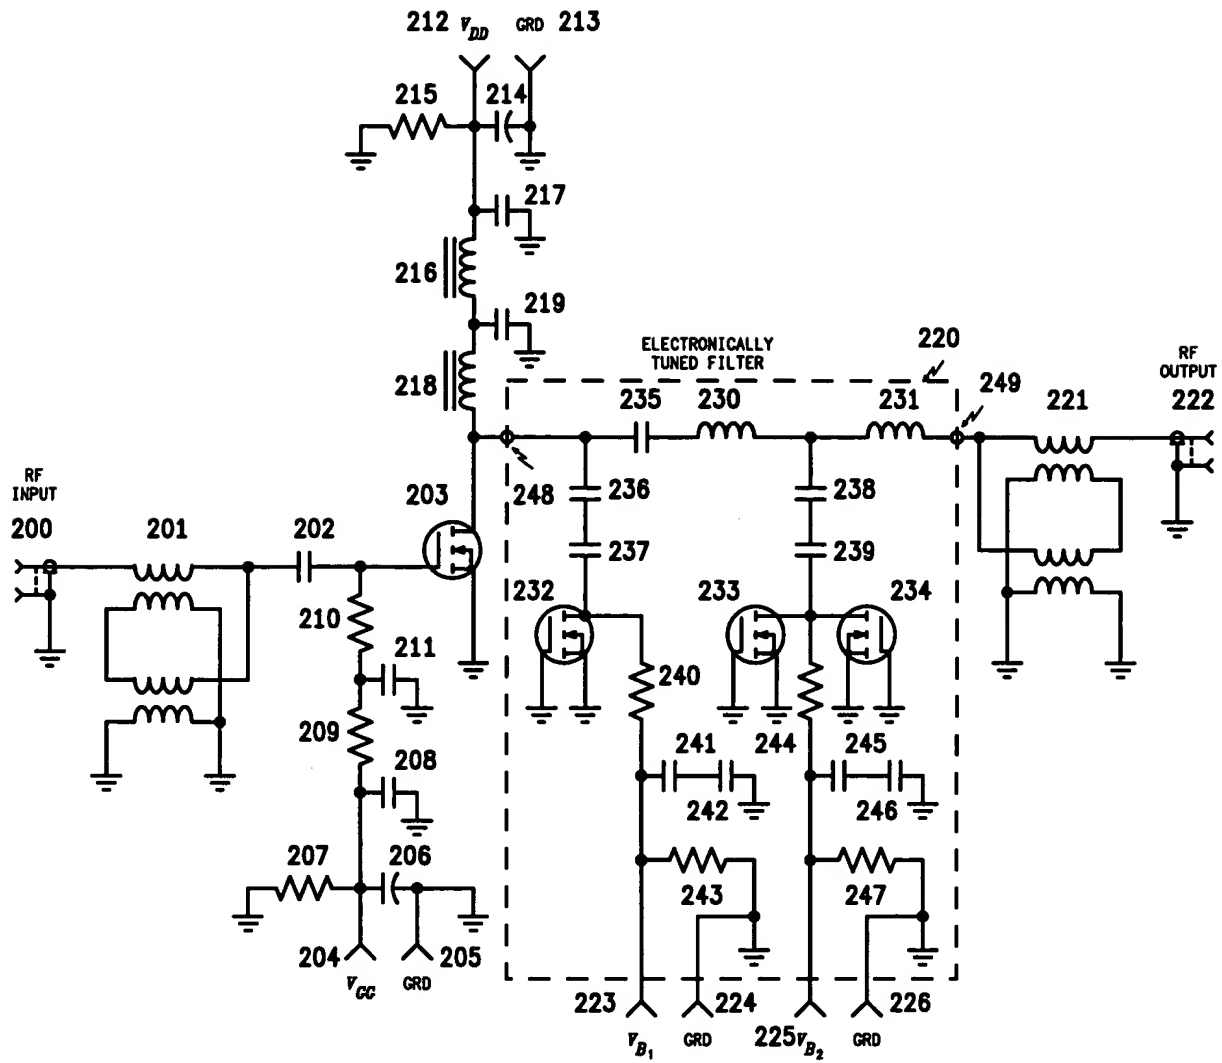 212 VDD GRD 213
215 214
217
216
219
218
ELECTRONICALLY
TUNED FILTER
220
RF
OUTPUT
235 230 231 249 221 222
RF
INPUT
200 201 202 203 248 236 238
237 239
232 233 234
210
211
240
209
208
241 244 245
242 246
207 206
243 247
204 205
VGG GRD
223 224 225 226
VB1 GRD VB2 GRD